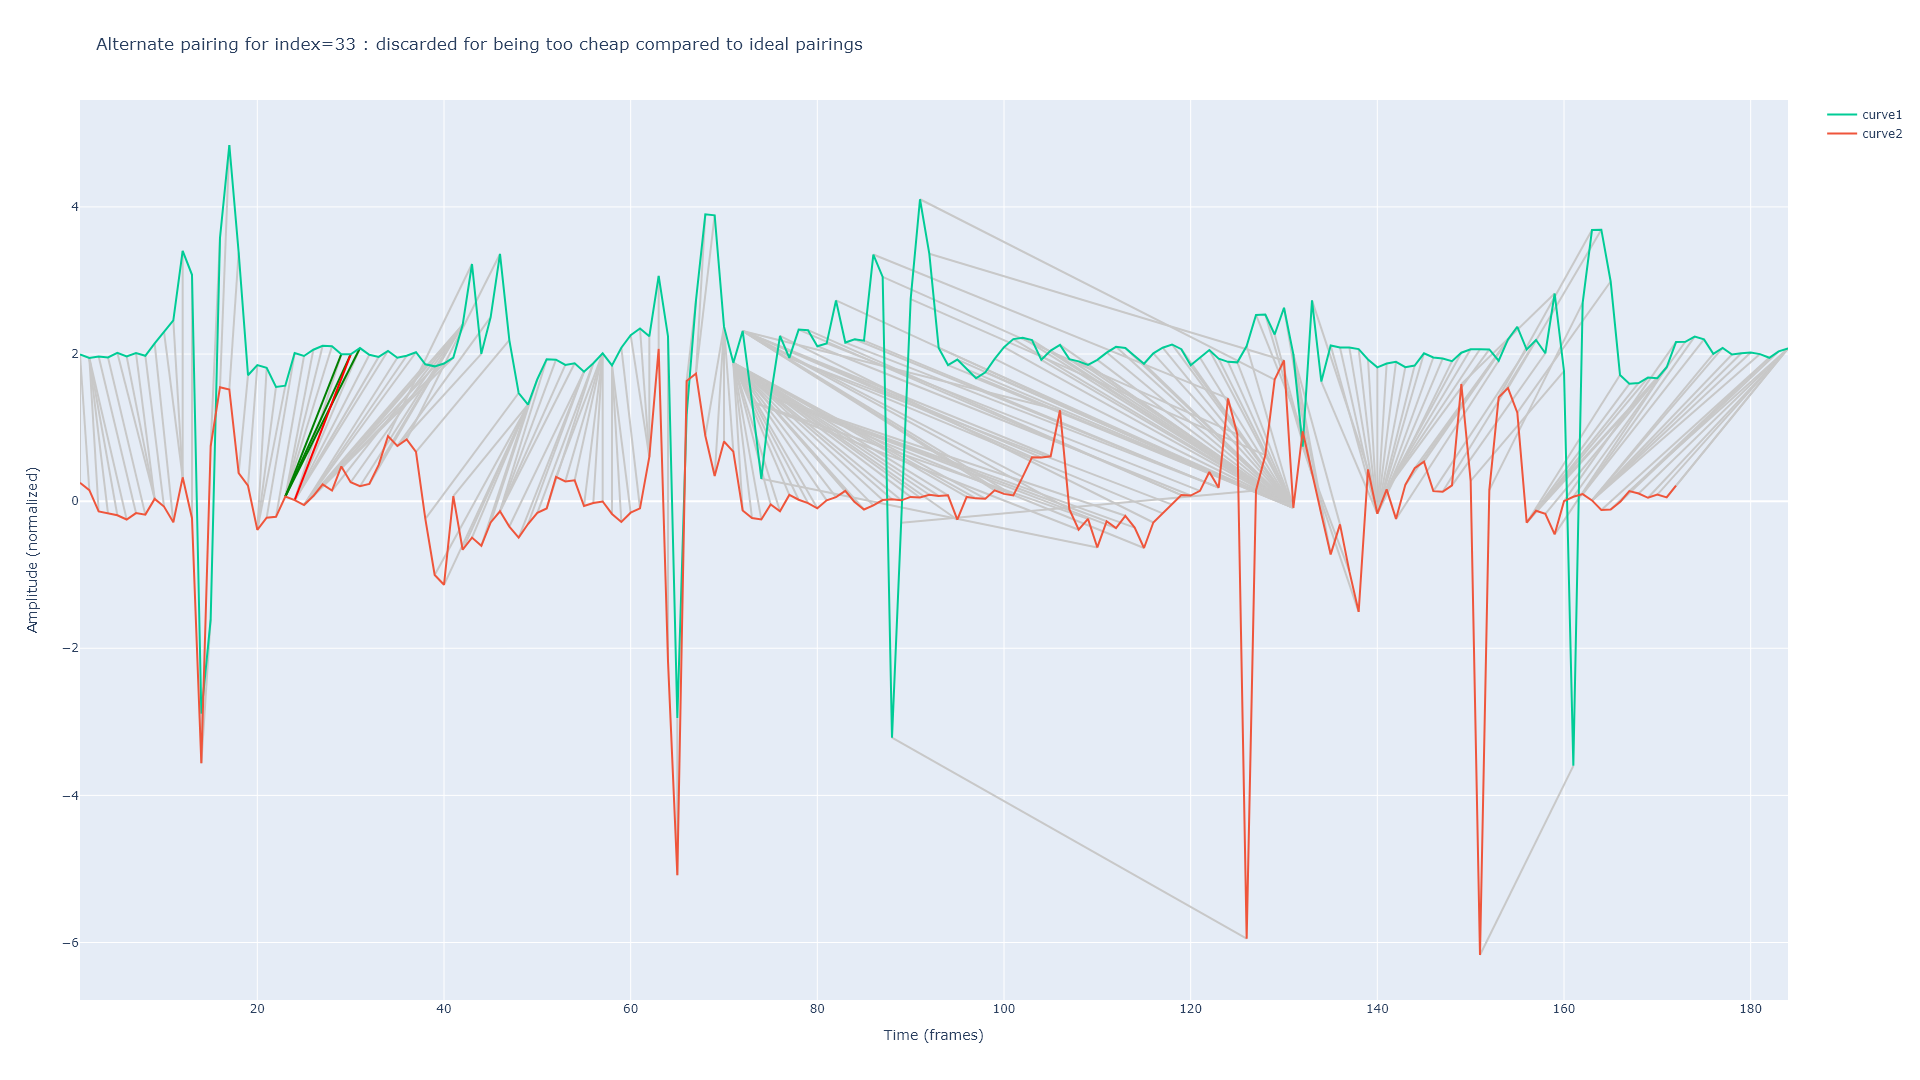 Alternate pairing for index=33 : discarded for being too cheap compared to ideal pairings
curve1
curve2
Amplitude (normalized)
4
2
0
−2
−4
−6
20 40 60 80 100 120 140 160 180
Time (frames)